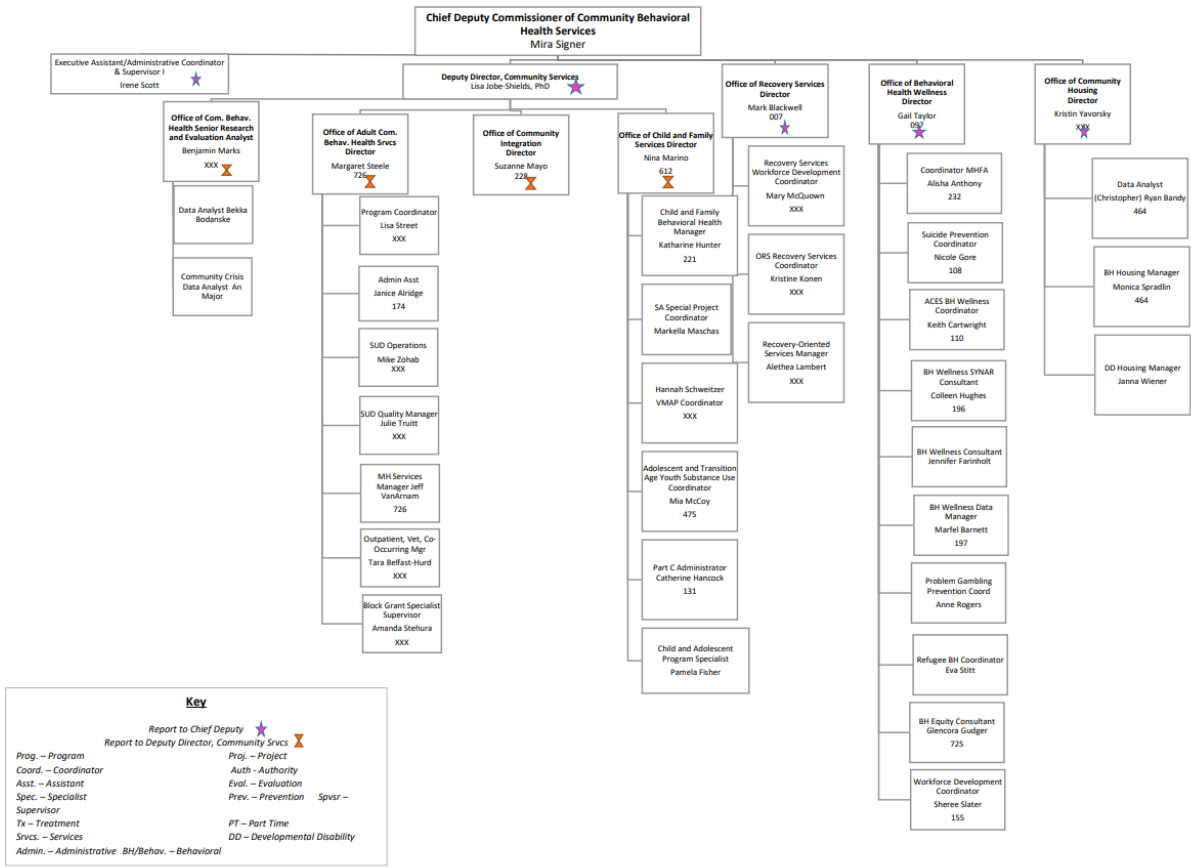 Chief Deputy Commissioner of Community Behavioral
Health Services
Mira Signer
Executive Assistant/Administrative Coordinator
& Supervisor I
Irene Scott
Deputy Director, Community Services
Lisa Jobe-Shields, PhD
Office of Recovery Services
Director
Mark Blackwell
007
Office of Behavioral
Health Wellness
Director
Gail Taylor
097
Office of Community
Housing
Director
Kristin Yavorsky
XXX
Office of Com. Behav.
Health Senior Research
and Evaluation Analyst
Benjamin Marks
XXX
Office of Adult Com.
Behav. Health Srvcs
Director
Margaret Steele
726
Office of Community
Integration
Director
Suzanne Mayo
228
Office of Child and Family
Services Director
Nina Marino
612
Data Analyst Bekka
Bodanske
Community Crisis
Data Analyst An
Major
Program Coordinator
Lisa Street
XXX
Admin Asst
Janice Alridge
174
SUD Operations
Mike Zohab
XXX
SUD Quality Manager
Julie Truitt
XXX
MH Services
Manager Jeff
VanArnam
726
Outpatient, Vet, Co-
Occurring Mgr
Tara Belfast-Hurd
XXX
Block Grant Specialist
Supervisor
Amanda Stehura
XXX
Child and Family
Behavioral Health
Manager
Katharine Hunter
221
SA Special Project
Coordinator
Markella Maschas
Hannah Schweitzer
VMAP Coordinator
XXX
Adolescent and Transition
Age Youth Substance Use
Coordinator
Mia McCoy
475
Part C Administrator
Catherine Hancock
131
Child and Adolescent
Program Specialist
Pamela Fisher
Recovery Services
Workforce Development
Coordinator
Mary McQuown
XXX
ORS Recovery Services
Coordinator
Kristine Konen
XXX
Recovery-Oriented
Services Manager
Alethea Lambert
XXX
Coordinator MHFA
Alisha Anthony
232
Suicide Prevention
Coordinator
Nicole Gore
108
ACES BH Wellness
Coordinator
Keith Cartwright
110
BH Wellness SYNAR
Consultant
Colleen Hughes
196
BH Wellness Consultant
Jennifer Farinholt
BH Wellness Data
Manager
Marfel Barnett
197
Problem Gambling
Prevention Coord
Anne Rogers
Refugee BH Coordinator
Eva Stitt
BH Equity Consultant
Glencora Gudger
725
Workforce Development
Coordinator
Sheree Slater
155
Data Analyst
(Christopher) Ryan Bandy
464
BH Housing Manager
Monica Spradlin
464
DD Housing Manager
Janna Wiener
Key
Report to Chief Deputy
Report to Deputy Director, Community Srvcs
Prog. – Program Proj. – Project
Coord. – Coordinator Auth - Authority
Asst. – Assistant Eval. – Evaluation
Spec. – Specialist Prev. – Prevention Spvsr –
Supervisor
Tx – Treatment PT – Part Time
Srvcs. – Services DD – Developmental Disability
Admin. – Administrative BH/Behav. – Behavioral